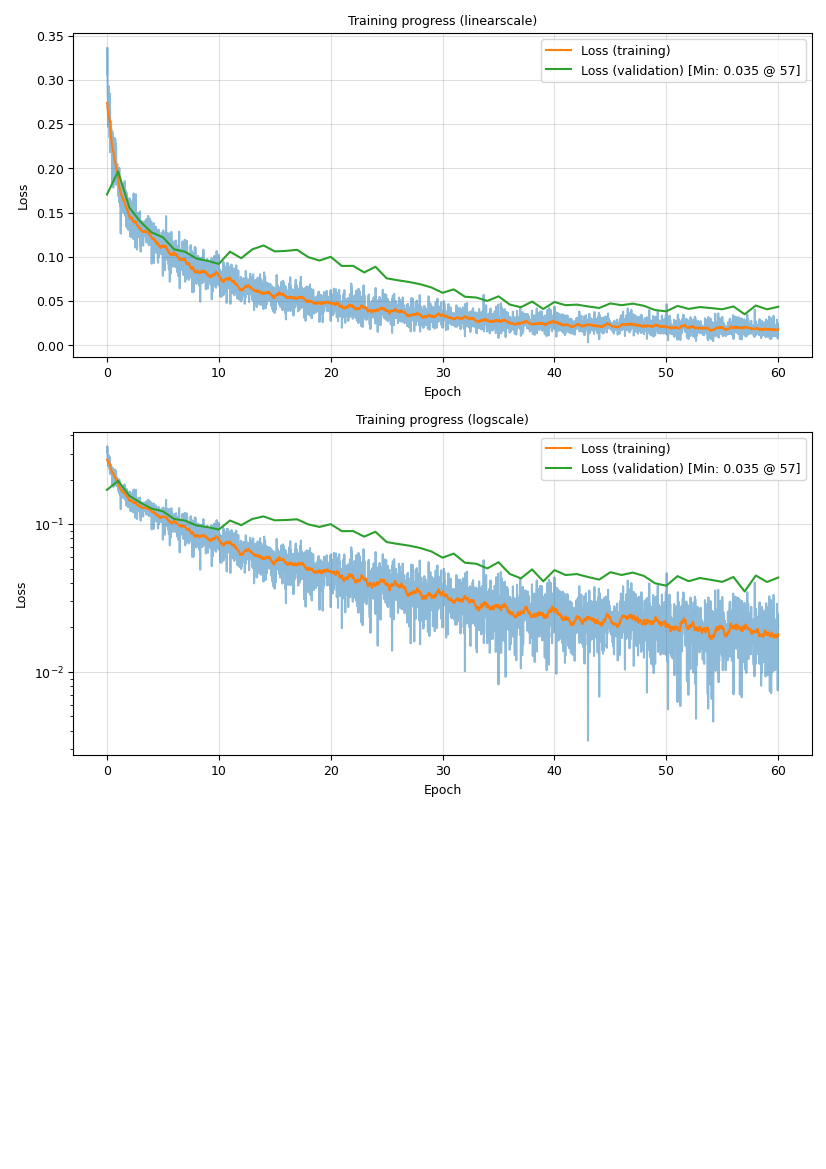 Training progress (linearscale)
0.35
0.30
0.25
0.20
0.15
0.10
0.05
0.00
Loss
Loss (training)
Loss (validation) [Min: 0.035 @ 57]
0 10 20 30 40 50 60
Epoch
Training progress (logscale)
10⁻¹
10⁻²
Loss
Loss (training)
Loss (validation) [Min: 0.035 @ 57]
0 10 20 30 40 50 60
Epoch